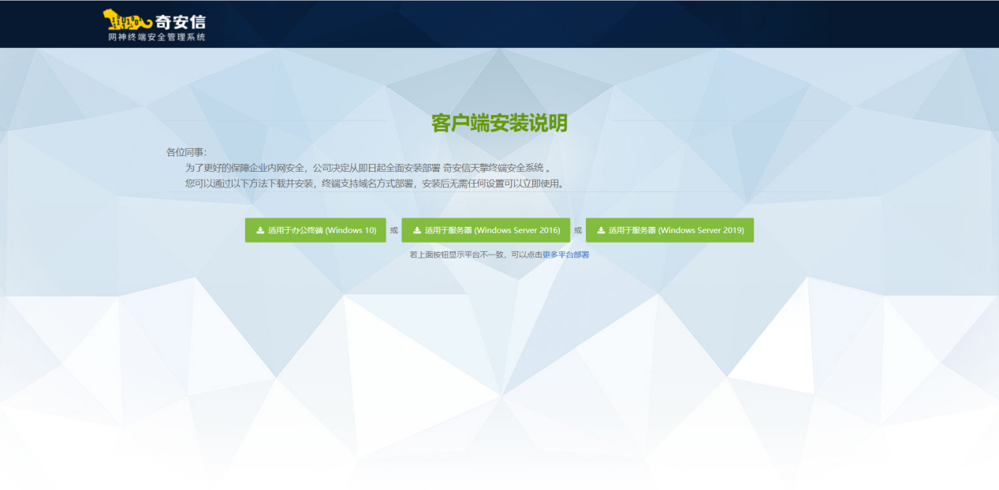 奇安信
网神终端安全管理系统
客户端安装说明
各位同事：
为了更好的保障企业内网安全，公司决定从即日起全面安装部署 奇安信天擎终端安全系统 。
您可以通过以下方法下载并安装，终端支持域名方式部署，安装后无需任何设置可以立即使用。
适用于办公终端 (Windows 10) 或 适用于服务器 (Windows Server 2016) 或 适用于服务器 (Windows Server 2019)
若上面按钮显示平台不一致，可以点击更多平台部署